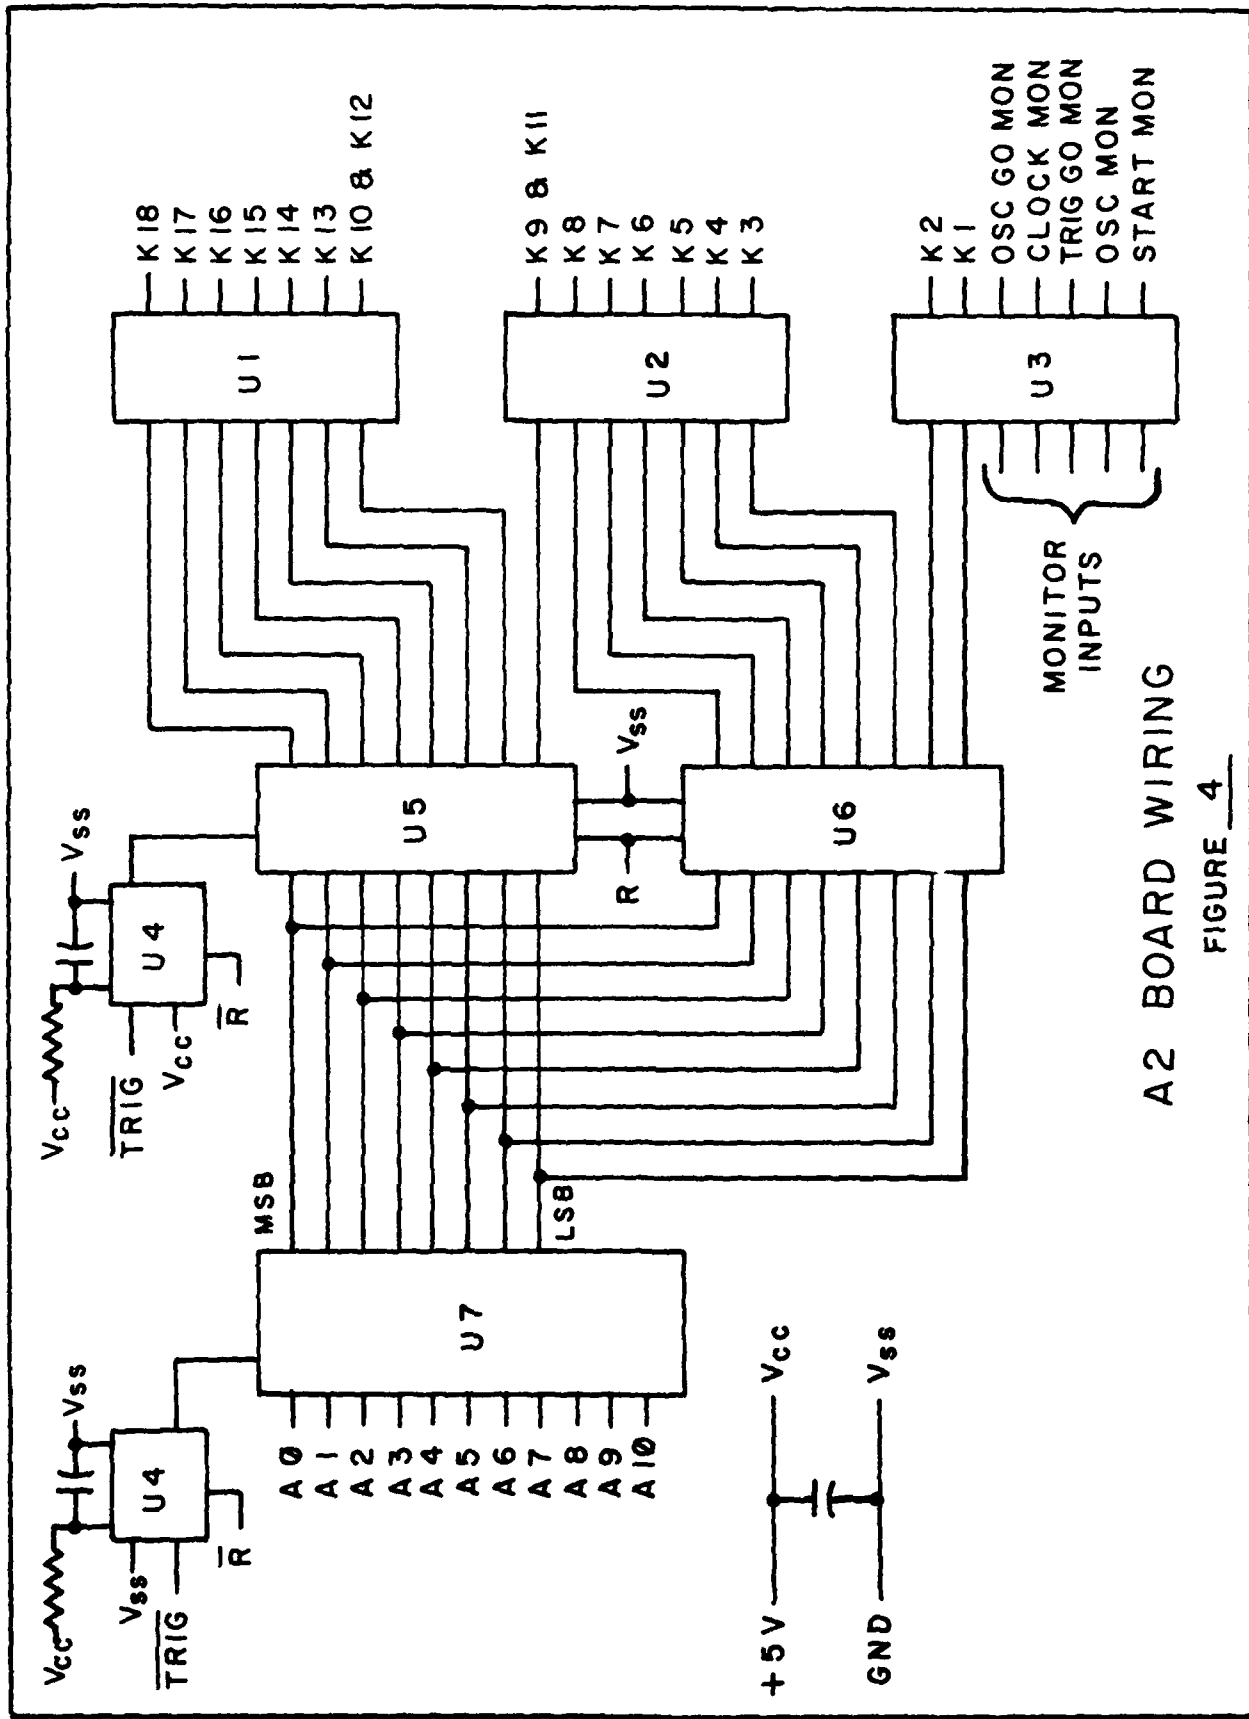 Vcc
Vss
Vss
TRIG
U4
R
Vcc
Vss
TRIG
Vcc
U4
R
A0
A1
A2
A3
A4
A5
A6
A7
A8
A9
A10
U7
MSB
LSB
U5
R
Vss
U6
U1
K18
K17
K16
K15
K14
K13
K10 & K12
U2
K9 & K11
K8
K7
K6
K5
K4
K3
U3
K2
K1
OSC GO MON
CLOCK MON
TRIG GO MON
OSC MON
START MON
MONITOR
INPUTS
+5V
Vcc
GND
Vss
A2 BOARD WIRING
FIGURE 4